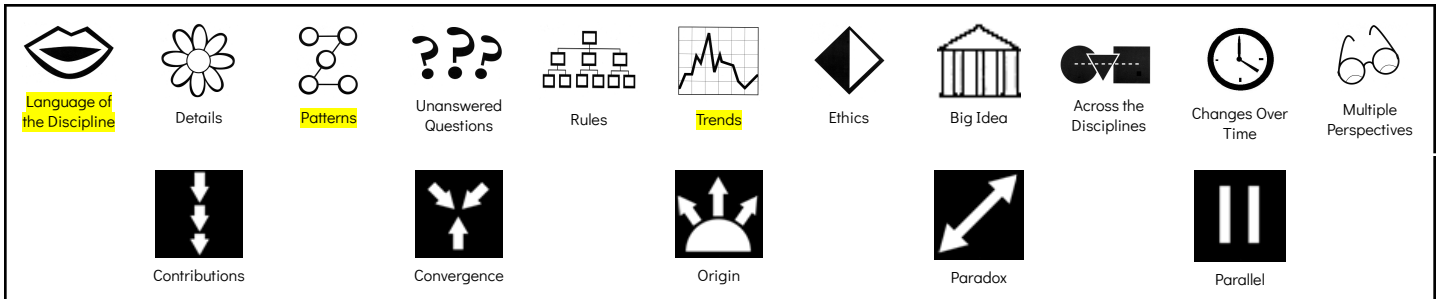 Language of
the Discipline
Details
Patterns
???
Unanswered
Questions
Rules
Trends
Ethics
Big Idea
Across the
Disciplines
Changes Over
Time
Multiple
Perspectives
Contributions
Convergence
Origin
Paradox
Parallel